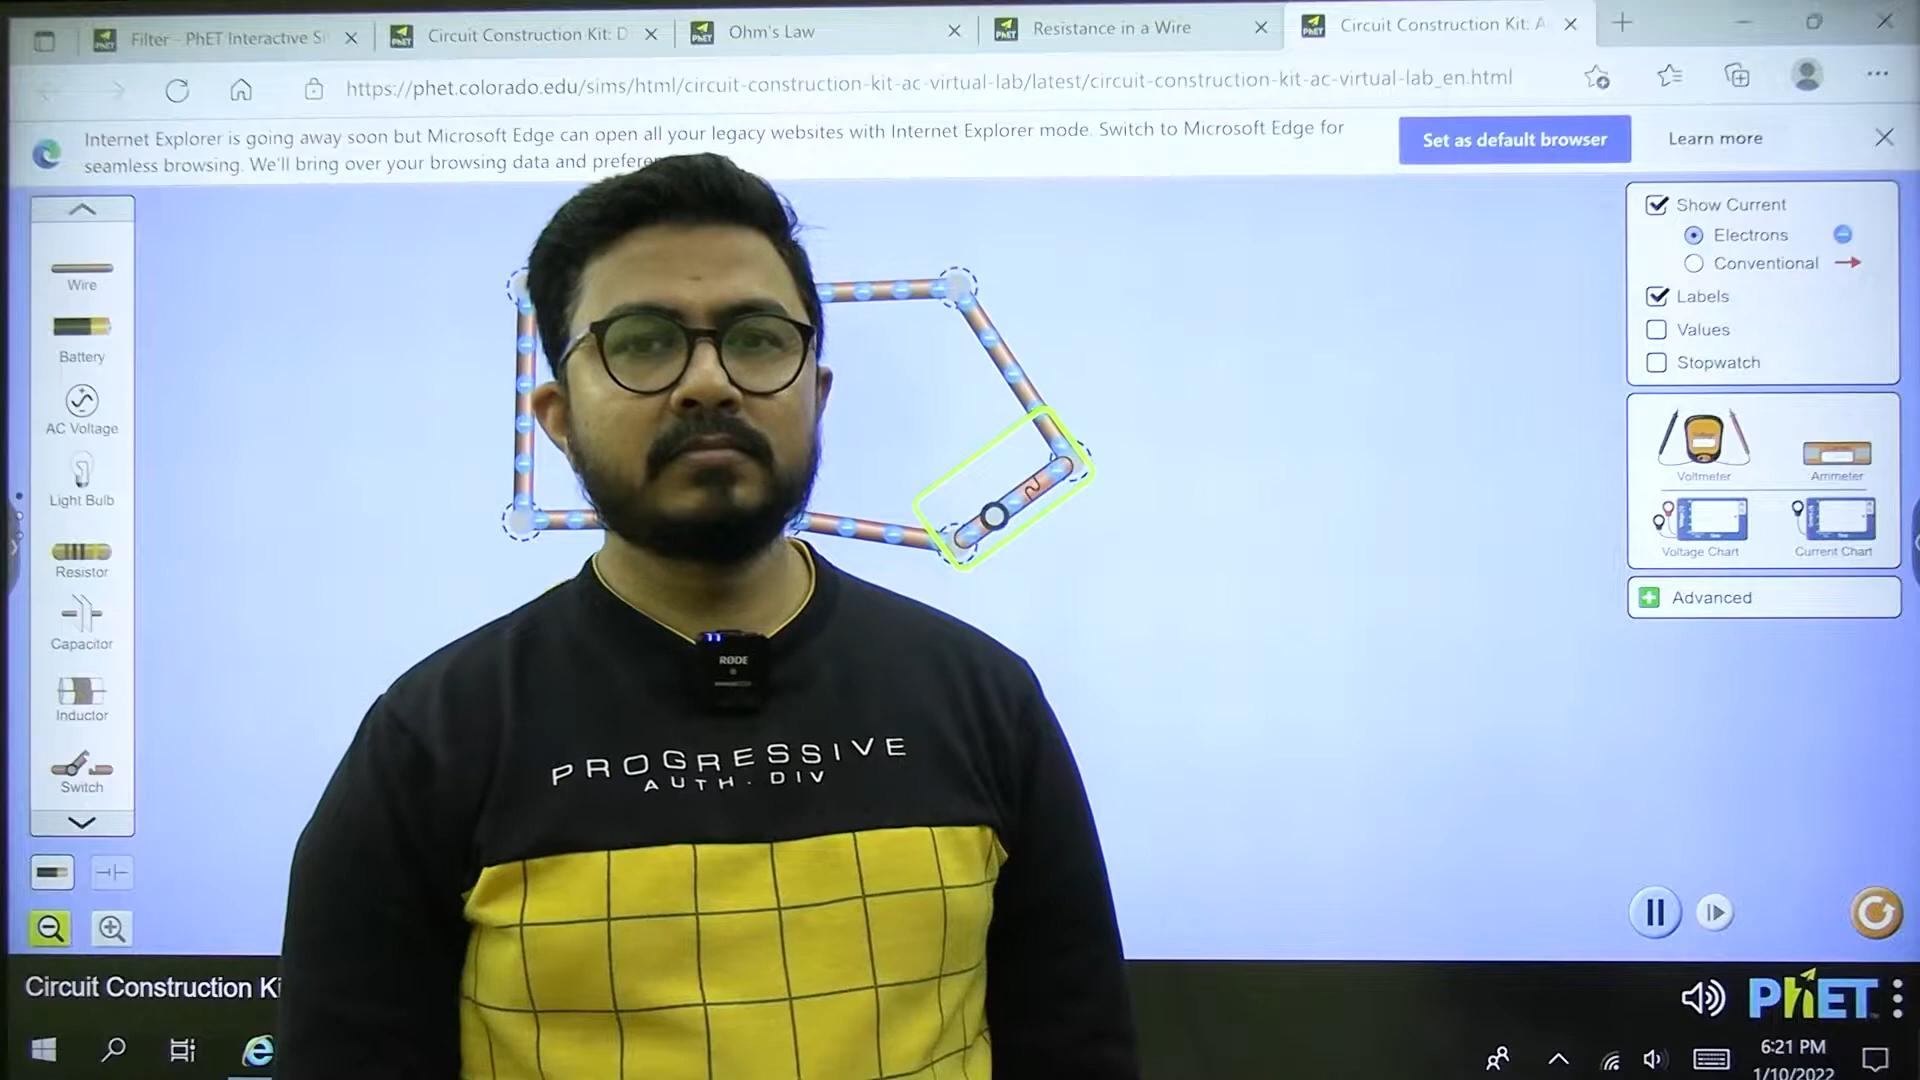 Filter - PhET Interactive Si
Circuit Construction Kit: D
Ohm's Law
Resistance in a Wire
Circuit Construction Kit: A
https://phet.colorado.edu/sims/html/circuit-construction-kit-ac-virtual-lab/latest/circuit-construction-kit-ac-virtual-lab_en.html
Internet Explorer is going away soon but Microsoft Edge can open all your legacy websites with Internet Explorer mode. Switch to Microsoft Edge for
seamless browsing. We'll bring over your browsing data and prefere
Set as default browser
Learn more
Wire
Battery
AC Voltage
Light Bulb
Resistor
Capacitor
Inductor
Switch
Show Current
Electrons
Conventional
Labels
Values
Stopwatch
Voltmeter
Ammeter
Voltage Chart
Current Chart
Advanced
RØDE
PROGRESSIVE
AUTH. DIV
Circuit Construction Ki
PhET
6:21 PM
1/10/2022